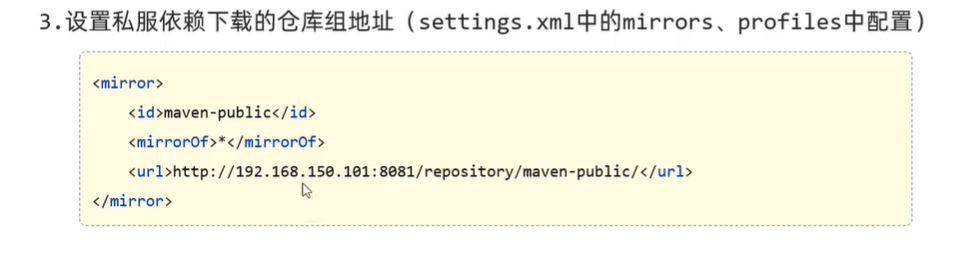 3.设置私服依赖下载的仓库组地址（settings.xml中的mirrors、profiles中配置）
<mirror>
<id>maven-public</id>
<mirrorOf>*</mirrorOf>
<url>http://192.168.150.101:8081/repository/maven-public/</url>
</mirror>